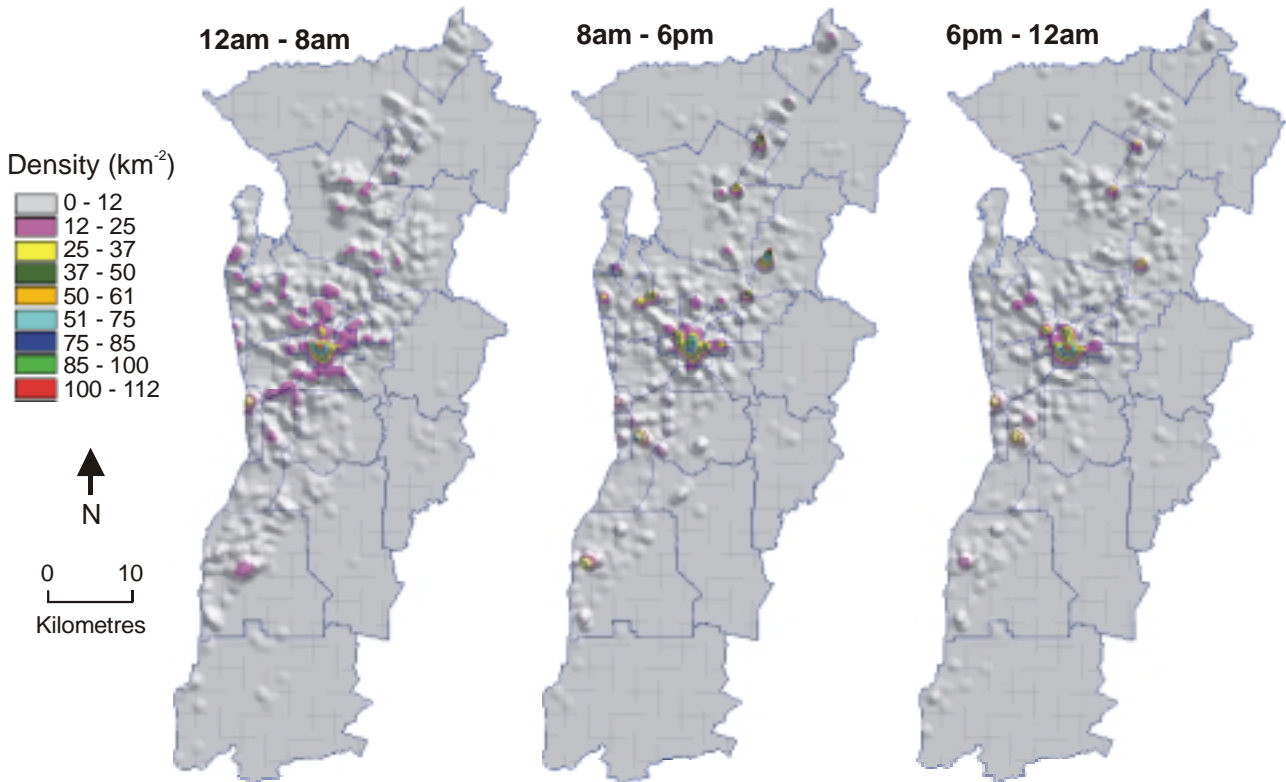 12am - 8am
8am - 6pm
6pm - 12am
Density (km-2)
0 - 12
12 - 25
25 - 37
37 - 50
50 - 61
51 - 75
75 - 85
85 - 100
100 - 112
N
0 10
Kilometres